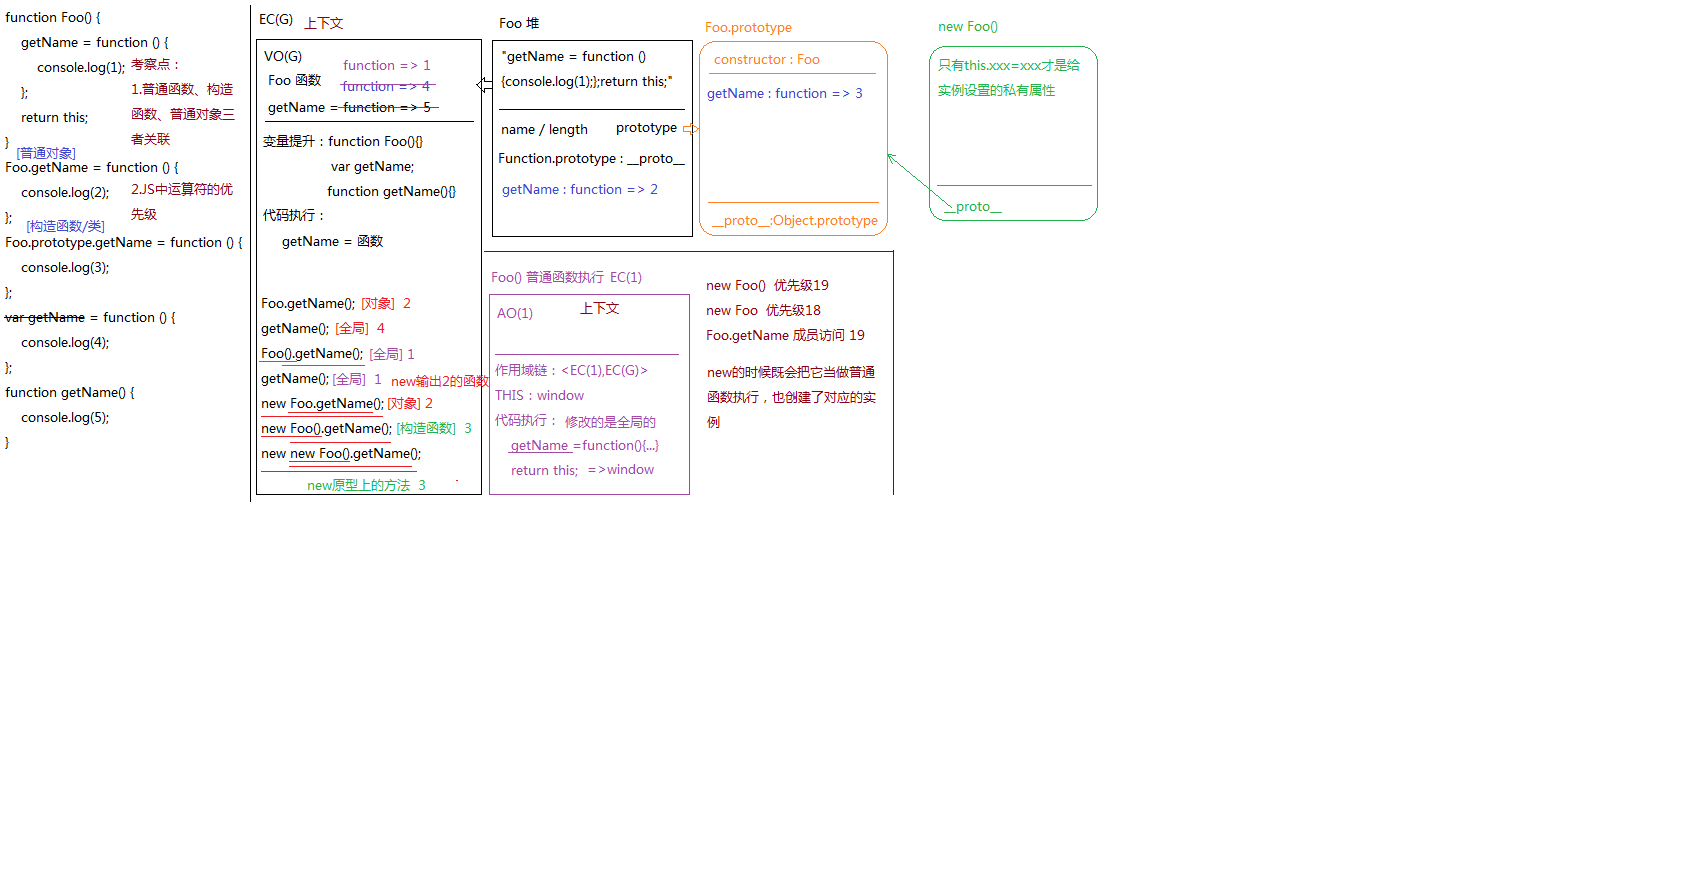 function Foo() {
getName = function () {
console.log(1);
};
return this;
}
考察点：
1.普通函数、构造
函数、普通对象三
者关联
[普通对象]
Foo.getName = function () {
console.log(2);
};
2.JS中运算符的优
先级
[构造函数/类]
Foo.prototype.getName = function () {
console.log(3);
};
var getName = function () {
console.log(4);
};
function getName() {
console.log(5);
}
EC(G) 上下文
VO(G)
Foo 函数
function => 1
function => 4
getName = function => 5
变量提升：function Foo(){}
var getName;
function getName(){}
代码执行：
getName = 函数
Foo.getName(); [对象] 2
getName(); [全局] 4
Foo().getName(); [全局] 1
getName(); [全局] 1
new输出2的函数
new Foo.getName(); [对象] 2
new Foo().getName(); [构造函数] 3
new new Foo().getName();
new原型上的方法 3
Foo 堆
"getName = function ()
{console.log(1);};return this;"
name / length prototype
Function.prototype : __proto__
getName : function => 2
Foo.prototype
constructor : Foo
getName : function => 3
__proto__:Object.prototype
new Foo()
只有this.xxx=xxx才是给
实例设置的私有属性
__proto__
Foo() 普通函数执行 EC(1)
AO(1) 上下文
作用域链：<EC(1),EC(G)>
THIS：window
代码执行： 修改的是全局的
getName =function(){...}
return this; =>window
new Foo() 优先级19
new Foo 优先级18
Foo.getName 成员访问 19
new的时候既会把它当做普通
函数执行，也创建了对应的实
例